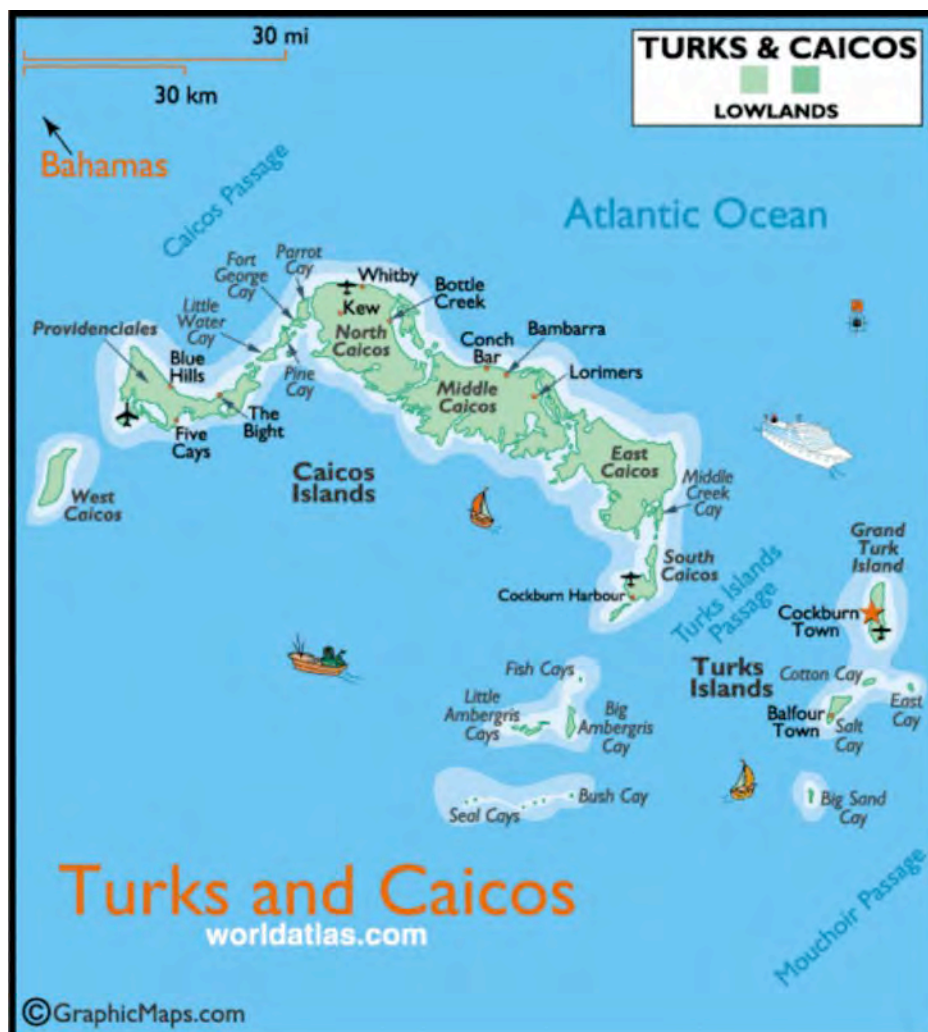 30 mi
30 km
TURKS & CAICOS
LOWLANDS
Bahamas
Caicos Passage
Atlantic Ocean
Parrot
Cay
Fort
George
Cay
Little
Water
Cay
Whitby
Kew
Bottle
Creek
North
Caicos
Pine
Cay
Providenciales
Blue
Hills
The
Bight
Five
Cays
Conch
Bar
Bambarra
Lorimers
Middle
Caicos
East
Caicos
Middle
Creek
Cay
West
Caicos
Caicos
Islands
South
Caicos
Cockburn Harbour
Turks Islands
Passage
Grand
Turk
Island
Cockburn
Town
Turks
Islands
Cotton Cay
East
Cay
Balfour
Town
Salt
Cay
Fish Cays
Little
Ambergris
Cays
Big
Ambergris
Cay
Seal Cays
Bush Cay
Big Sand
Cay
Mouchoir Passage
Turks and Caicos
worldatlas.com
©GraphicMaps.com